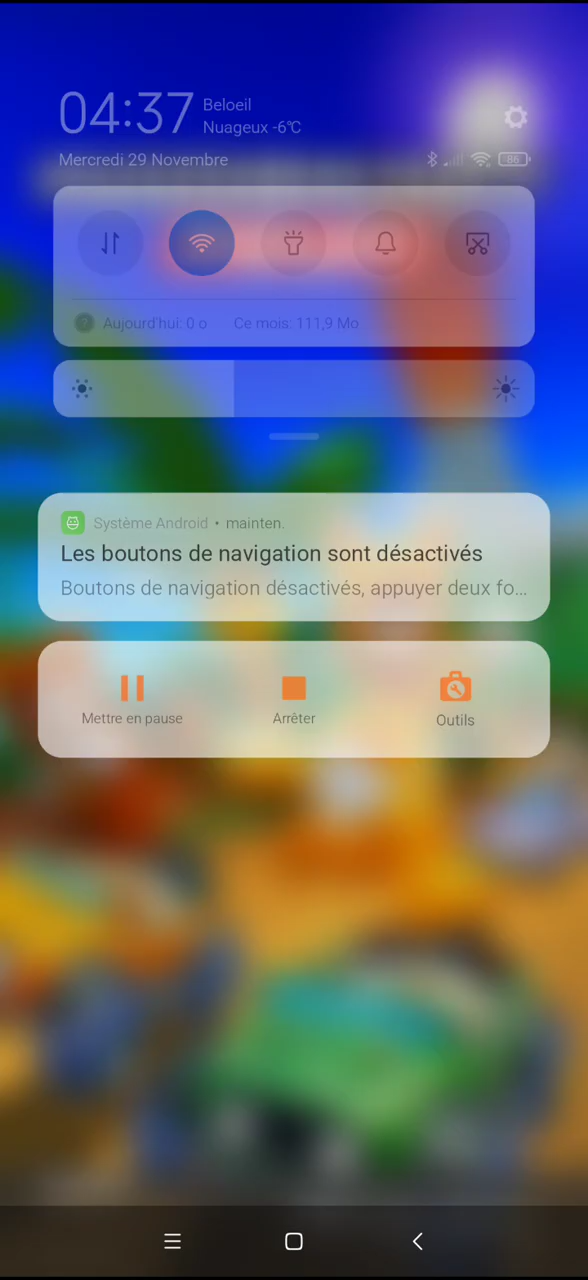 04:37
Beloeil
Nuageux -6℃
Mercredi 29 Novembre
86
Aujourd'hui: 0 o Ce mois: 111,9 Mo
Système Android • mainten.
Les boutons de navigation sont désactivés
Boutons de navigation désactivés, appuyer deux fo...
Mettre en pause
Arrêter
Outils